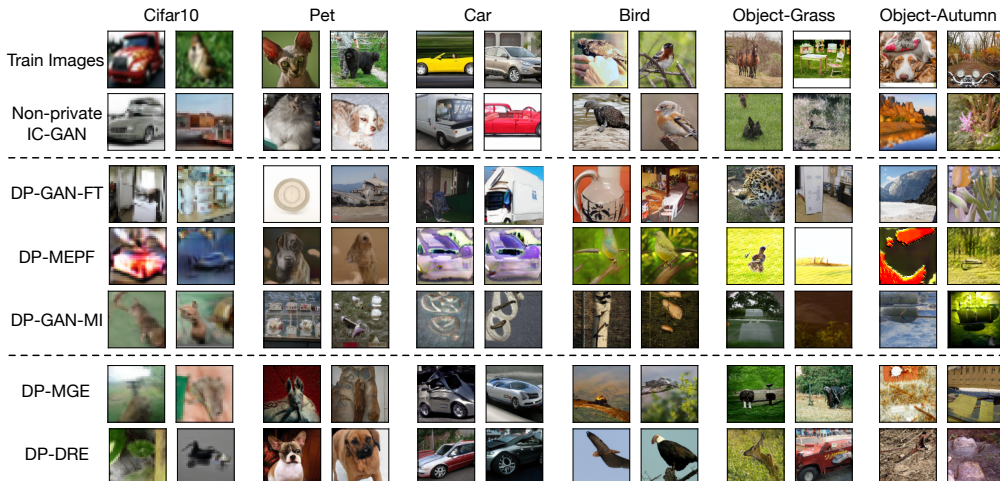 Cifar10 Pet Car Bird Object-Grass Object-Autumn
Train Images
Non-private
IC-GAN
DP-GAN-FT
DP-MEPF
DP-GAN-MI
DP-MGE
DP-DRE